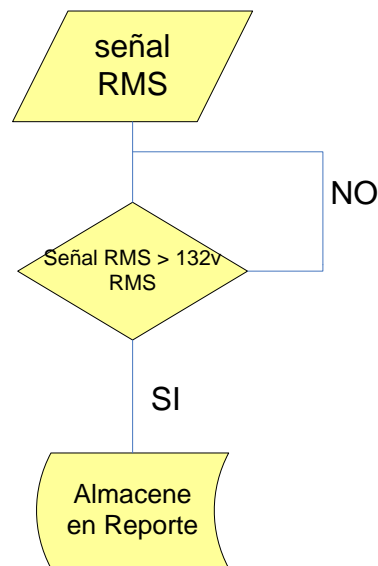 señal
RMS
NO
Señal RMS > 132v
RMS
SI
Almacene
en Reporte